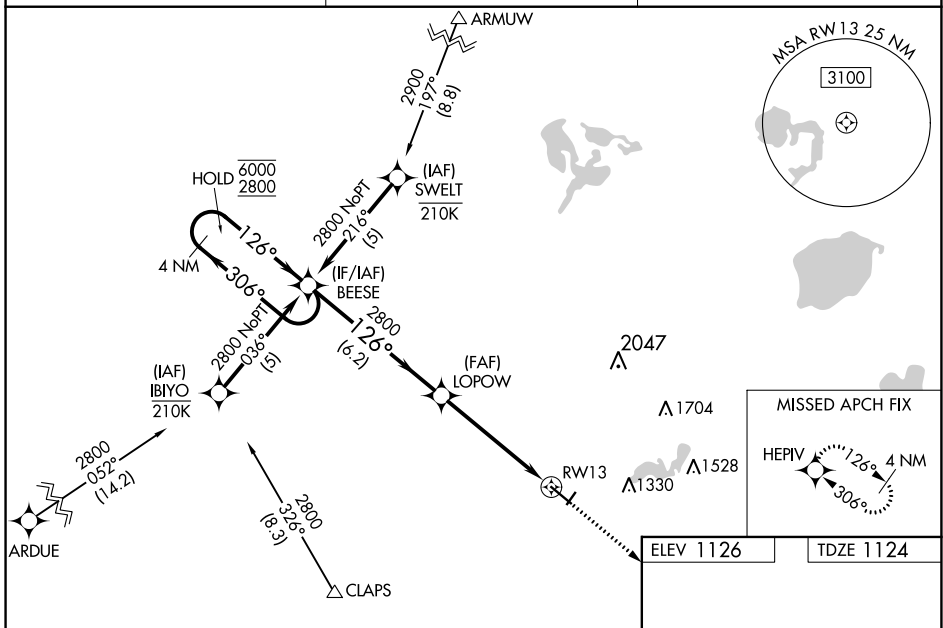 ARMUW
MSA RW13 25 NM
3100
2900
197°
(8.8)
HOLD 6000
2800
(IAF)
SWELT
210K
2800 NoPT
216°
(5)
126°
4 NM
306°
(IF/IAF)
BEESE
2800 NoPT
036°
(5)
2800
126°
(6.2)
(IAF)
IBIYO
210K
(FAF)
LOPOW
2047
1704
MISSED APCH FIX
HEPIV
126°
4 NM
306°
2800
052°
(14.2)
RW13
1528
1330
2800
326°
(8.3)
ARDUE
CLAPS
ELEV 1126
TDZE 1124